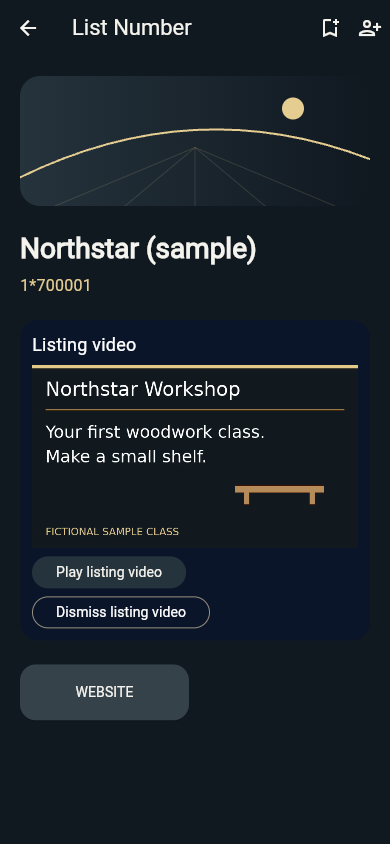 List Number
Northstar (sample)
1*700001
Listing video
Northstar Workshop
Your first woodwork class.
Make a small shelf.
FICTIONAL SAMPLE CLASS
Play listing video
Dismiss listing video
WEBSITE